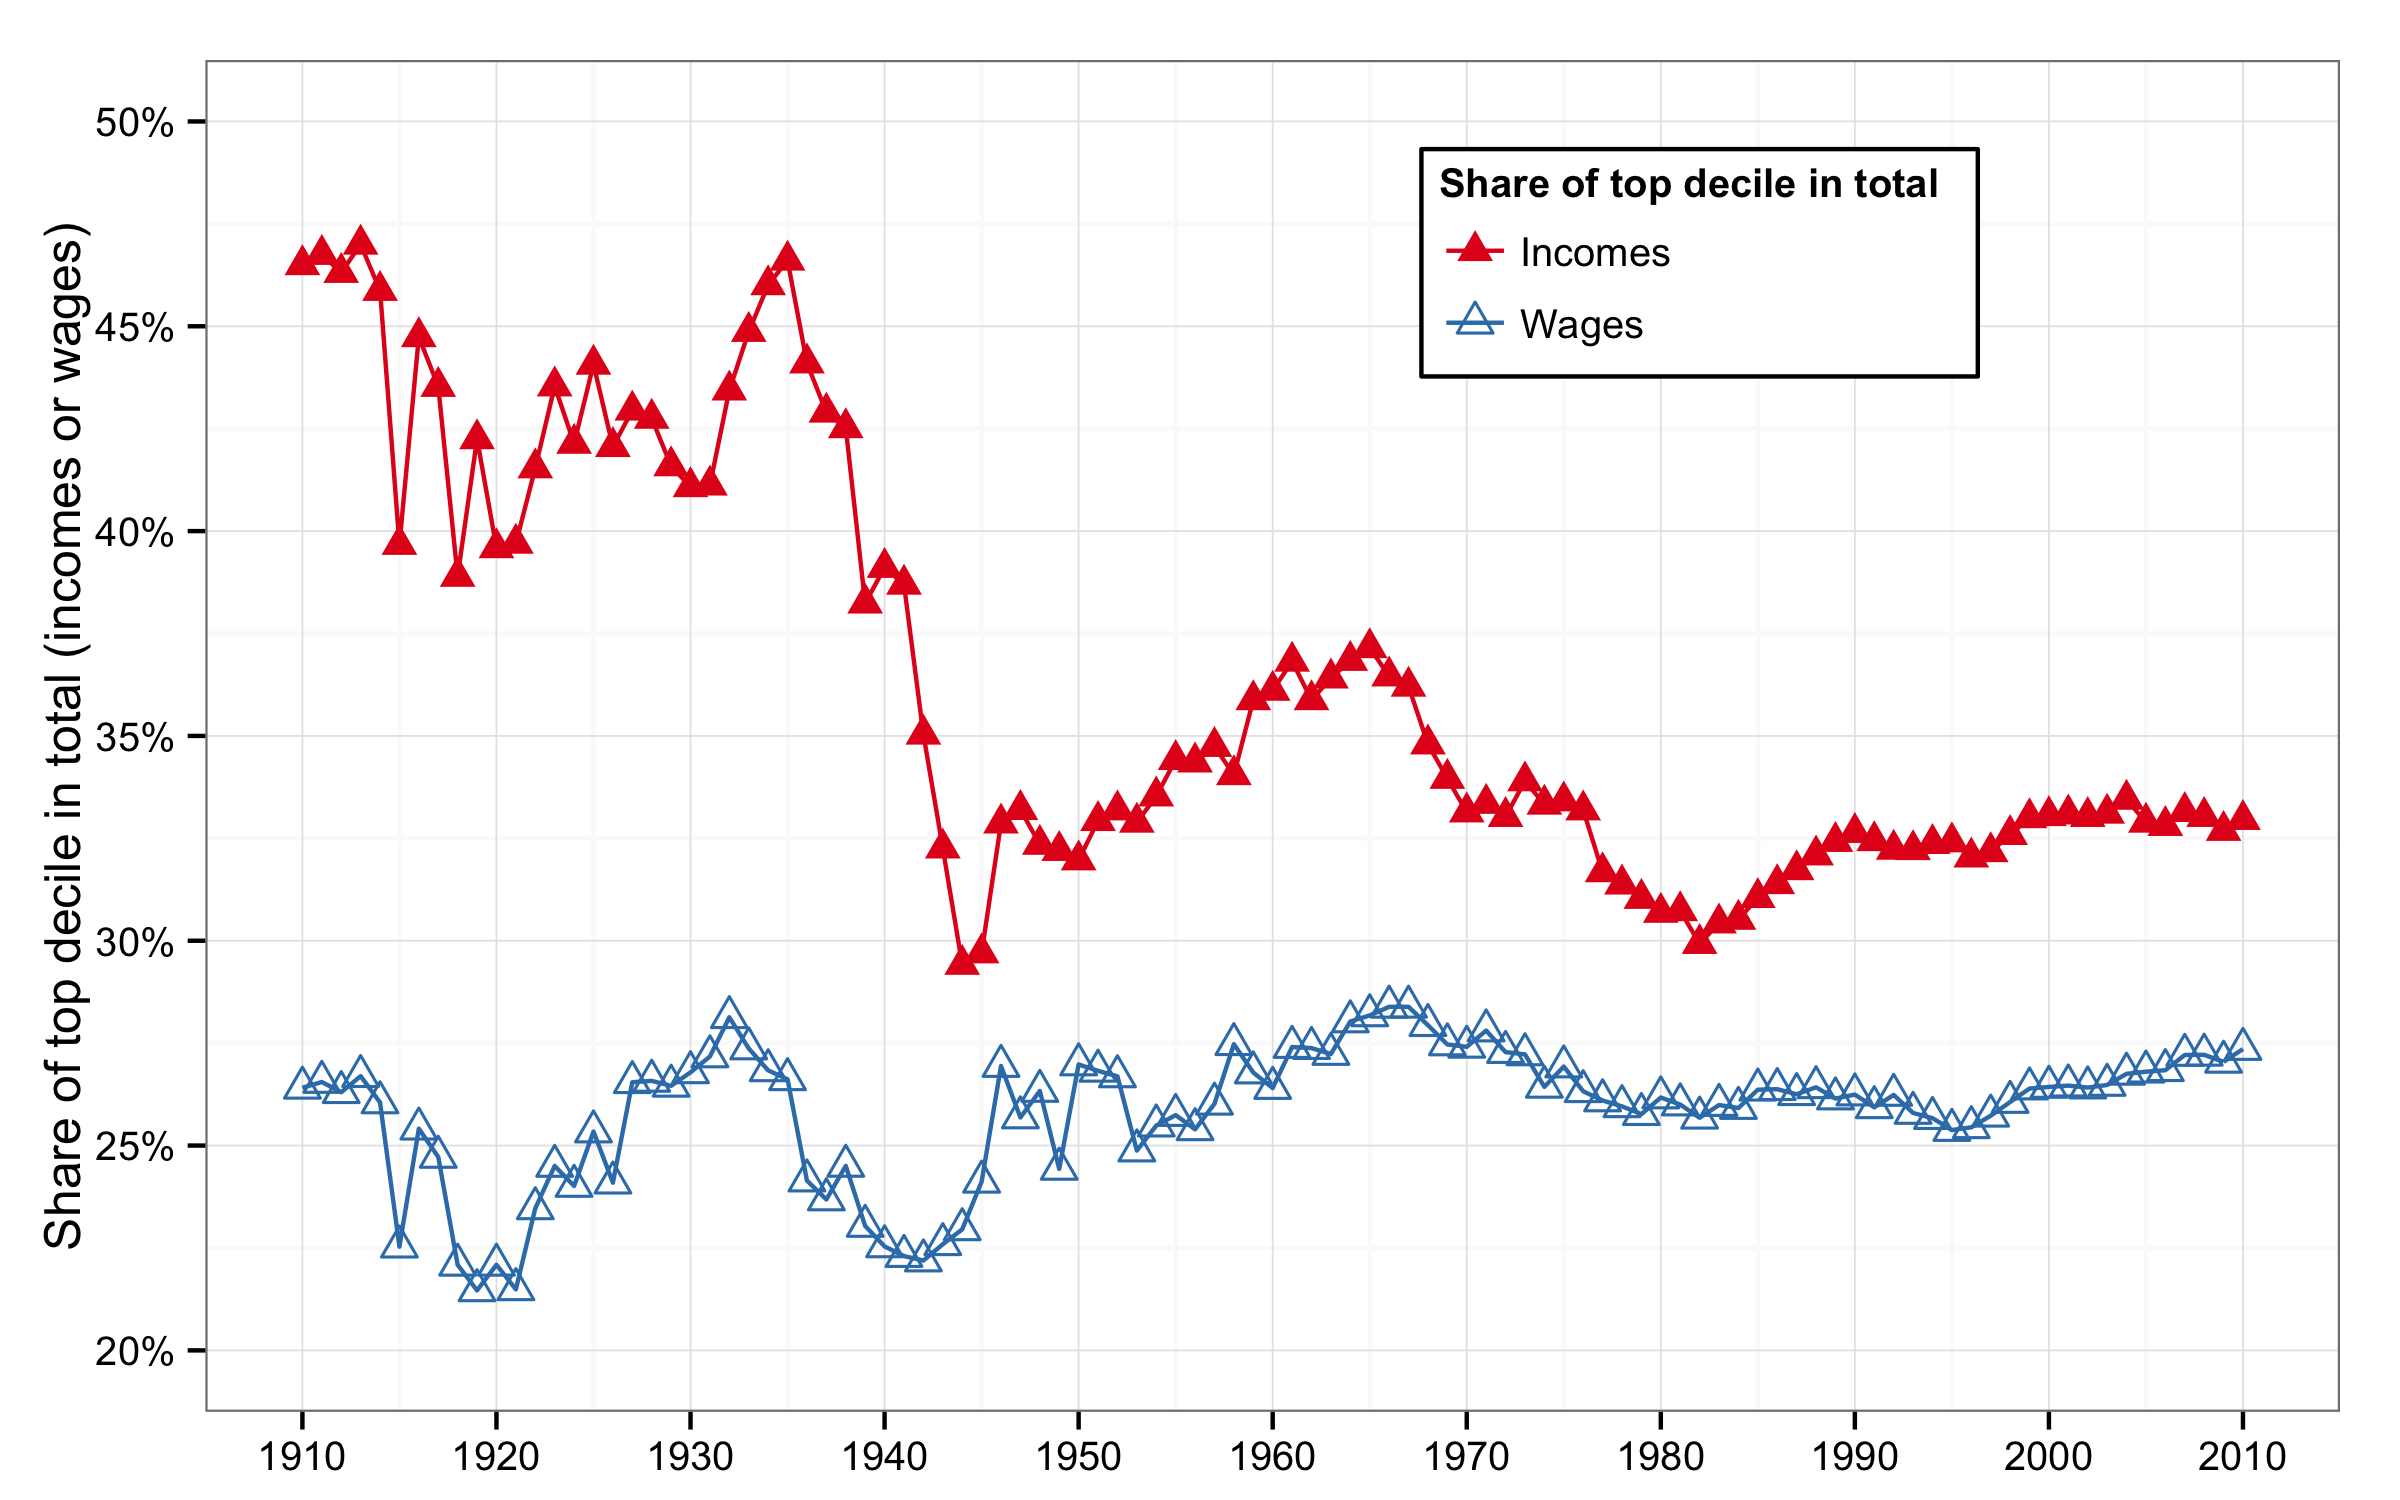 Share of top decile in total (incomes or wages)
50%
45%
40%
35%
30%
25%
20%
Share of top decile in total
Incomes
Wages
1910 1920 1930 1940 1950 1960 1970 1980 1990 2000 2010